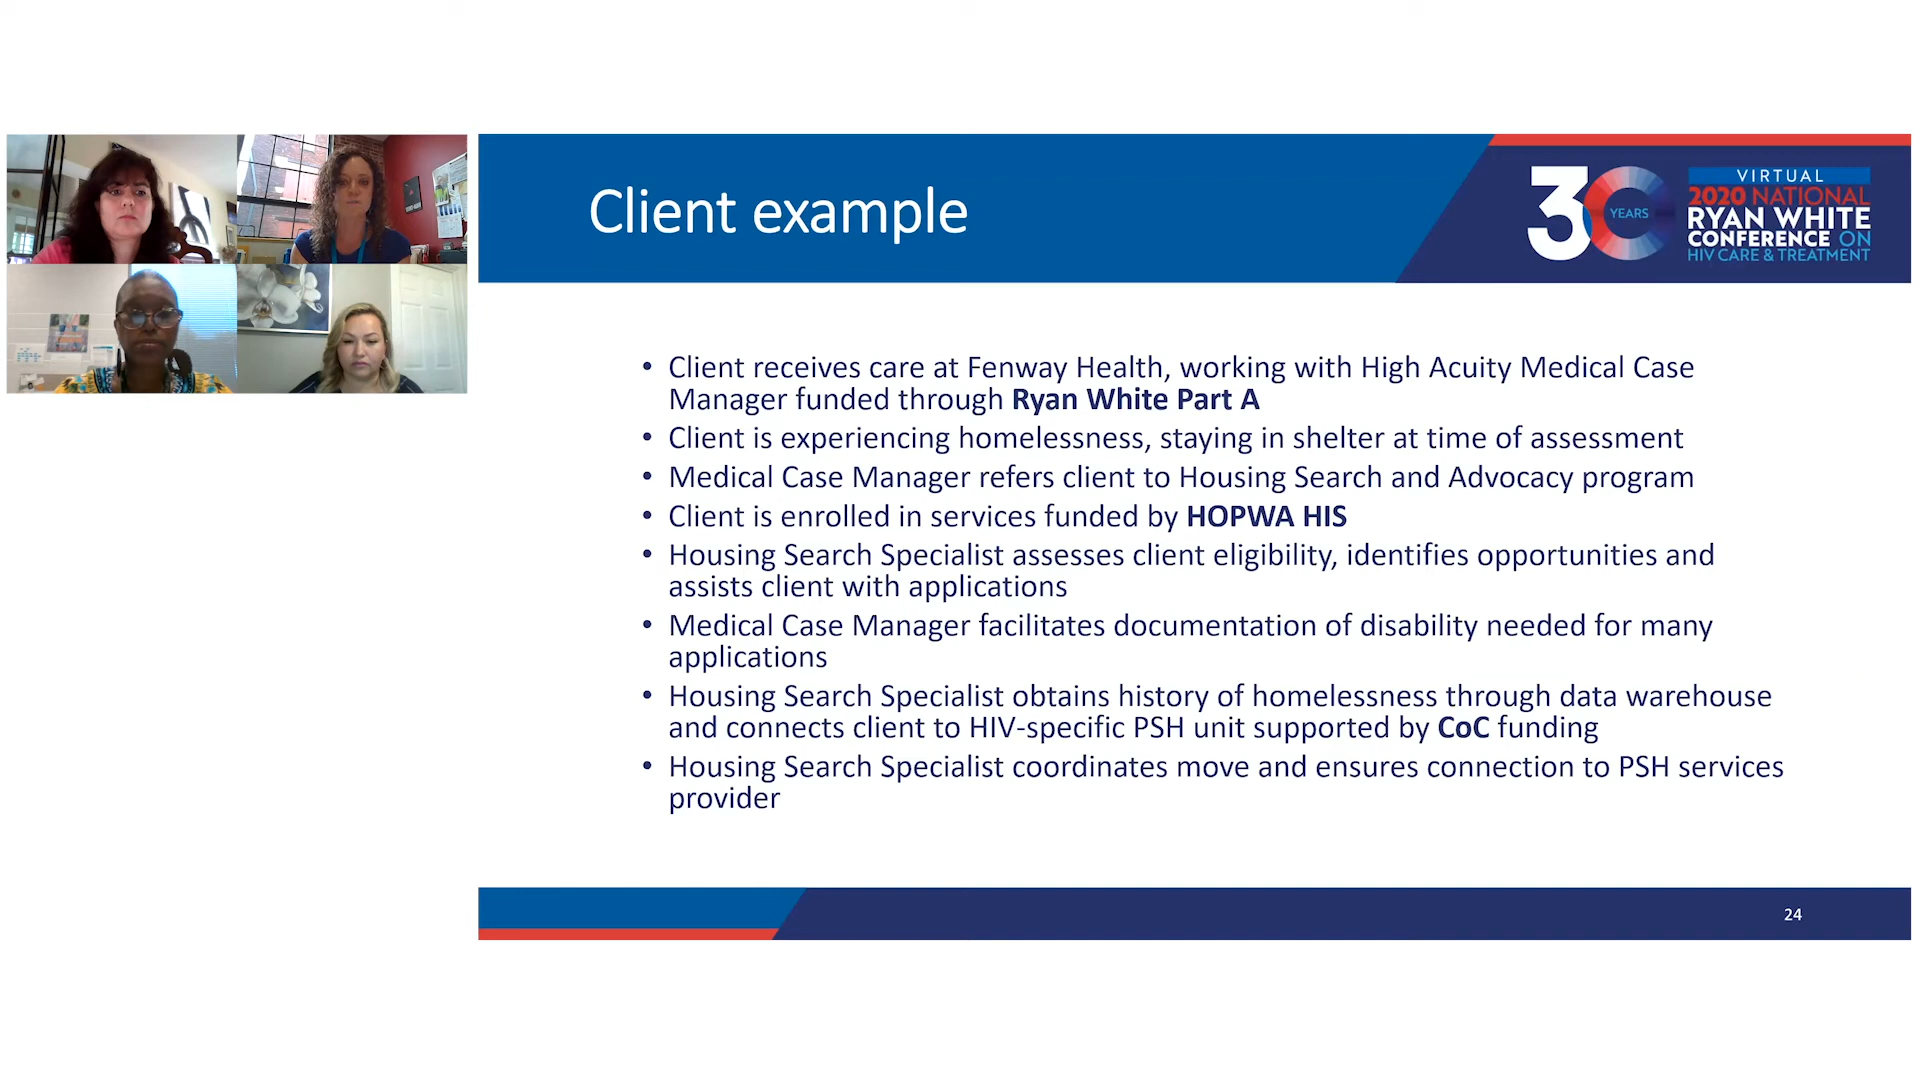 Client example
30
YEARS
VIRTUAL
2020 NATIONAL
RYAN WHITE
CONFERENCE ON
HIV CARE & TREATMENT
• Client receives care at Fenway Health, working with High Acuity Medical Case
Manager funded through Ryan White Part A
• Client is experiencing homelessness, staying in shelter at time of assessment
• Medical Case Manager refers client to Housing Search and Advocacy program
• Client is enrolled in services funded by HOPWA HIS
• Housing Search Specialist assesses client eligibility, identifies opportunities and
assists client with applications
• Medical Case Manager facilitates documentation of disability needed for many
applications
• Housing Search Specialist obtains history of homelessness through data warehouse
and connects client to HIV-specific PSH unit supported by CoC funding
• Housing Search Specialist coordinates move and ensures connection to PSH services
provider
24